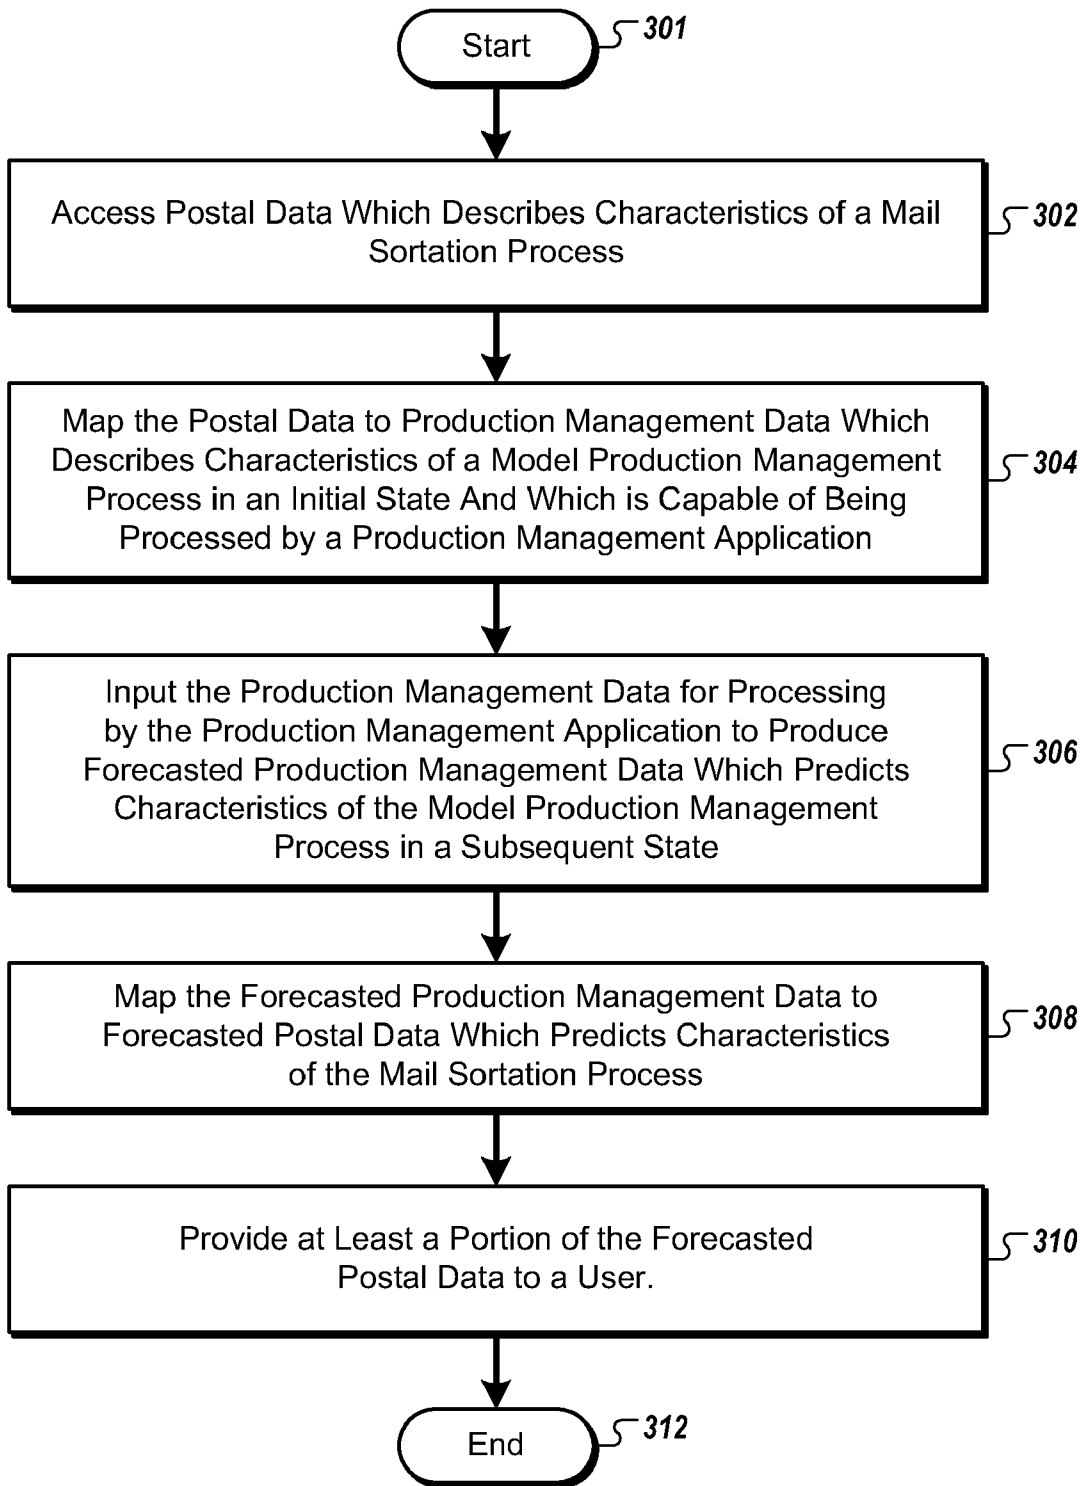 Start
301
Access Postal Data Which Describes Characteristics of a Mail
Sortation Process
302
Map the Postal Data to Production Management Data Which
Describes Characteristics of a Model Production Management
Process in an Initial State And Which is Capable of Being
Processed by a Production Management Application
304
Input the Production Management Data for Processing
by the Production Management Application to Produce
Forecasted Production Management Data Which Predicts
Characteristics of the Model Production Management
Process in a Subsequent State
306
Map the Forecasted Production Management Data to
Forecasted Postal Data Which Predicts Characteristics
of the Mail Sortation Process
308
Provide at Least a Portion of the Forecasted
Postal Data to a User.
310
End
312